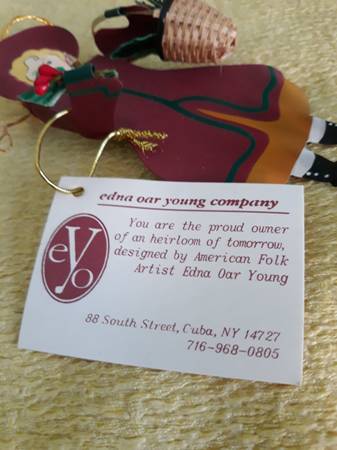 edna oar young company
eyo
You are the proud owner
of an heirloom of tomorrow,
designed by American Folk
Artist Edna Oar Young
88 South Street, Cuba, NY 14727
716-968-0805